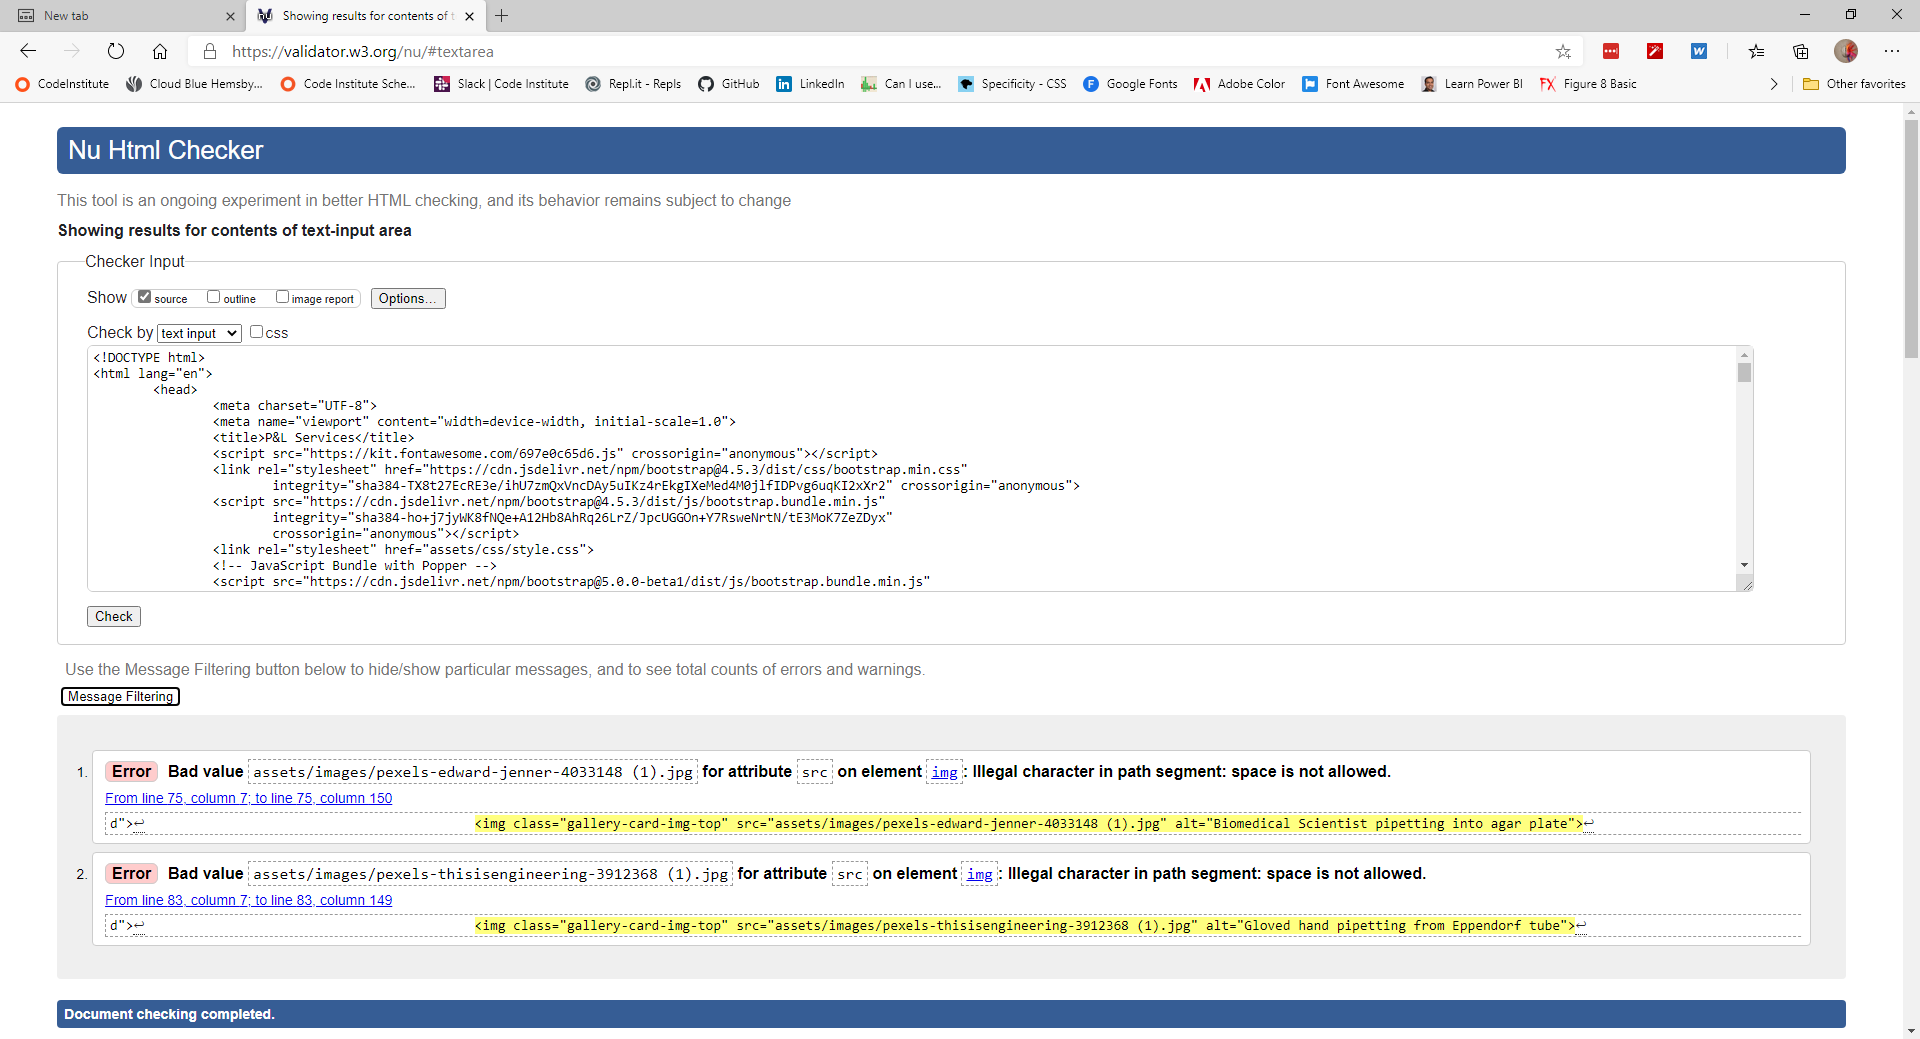 New tab
Showing results for contents of t
https://validator.w3.org/nu/#textarea
CodeInstitute
Cloud Blue Hemsby...
Code Institute Sche...
Slack | Code Institute
Repl.it - Repls
GitHub
LinkedIn
Can I use...
Specificity - CSS
Google Fonts
Adobe Color
Font Awesome
Learn Power BI
Figure 8 Basic
Other favorites
Nu Html Checker
This tool is an ongoing experiment in better HTML checking, and its behavior remains subject to change
Showing results for contents of text-input area
Checker Input
Show source outline image report Options...
Check by text input css
<!DOCTYPE html>
<html lang="en">
<head>
<meta charset="UTF-8">
<meta name="viewport" content="width=device-width, initial-scale=1.0">
<title>P&L Services</title>
<script src="https://kit.fontawesome.com/697e0c65d6.js" crossorigin="anonymous"></script>
<link rel="stylesheet" href="https://cdn.jsdelivr.net/npm/bootstrap@4.5.3/dist/css/bootstrap.min.css"
integrity="sha384-TX8t27EcRE3e/ihU7zmQxVncDAy5uIKz4rEkgIXeMed4M0jlfIDPvg6uqKI2xXr2" crossorigin="anonymous">
<script src="https://cdn.jsdelivr.net/npm/bootstrap@4.5.3/dist/js/bootstrap.bundle.min.js"
integrity="sha384-ho+j7jyWK8fNQe+A12Hb8AhRq26LrZ/JpcUGGOn+Y7RsweNrtN/tE3MoK7ZeZDyx"
crossorigin="anonymous"></script>
<link rel="stylesheet" href="assets/css/style.css">
<!-- JavaScript Bundle with Popper -->
<script src="https://cdn.jsdelivr.net/npm/bootstrap@5.0.0-beta1/dist/js/bootstrap.bundle.min.js"
Check
Use the Message Filtering button below to hide/show particular messages, and to see total counts of errors and warnings.
Message Filtering
1. Error Bad value assets/images/pexels-edward-jenner-4033148 (1).jpg for attribute src on element img: Illegal character in path segment: space is not allowed.
From line 75, column 7; to line 75, column 150
d">↩ <img class="gallery-card-img-top" src="assets/images/pexels-edward-jenner-4033148 (1).jpg" alt="Biomedical Scientist pipetting into agar plate">↩
2. Error Bad value assets/images/pexels-thisisengineering-3912368 (1).jpg for attribute src on element img: Illegal character in path segment: space is not allowed.
From line 83, column 7; to line 83, column 149
d">↩ <img class="gallery-card-img-top" src="assets/images/pexels-thisisengineering-3912368 (1).jpg" alt="Gloved hand pipetting from Eppendorf tube">↩
Document checking completed.